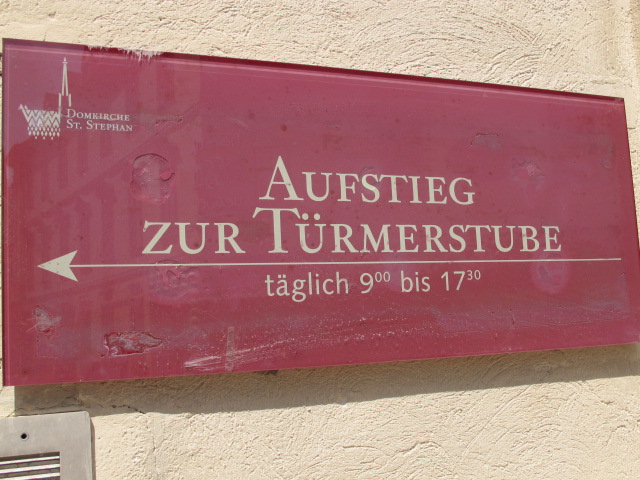 Domkirche
St. Stephan
Aufstieg
zur Türmerstube
täglich 9⁰⁰ bis 17³⁰